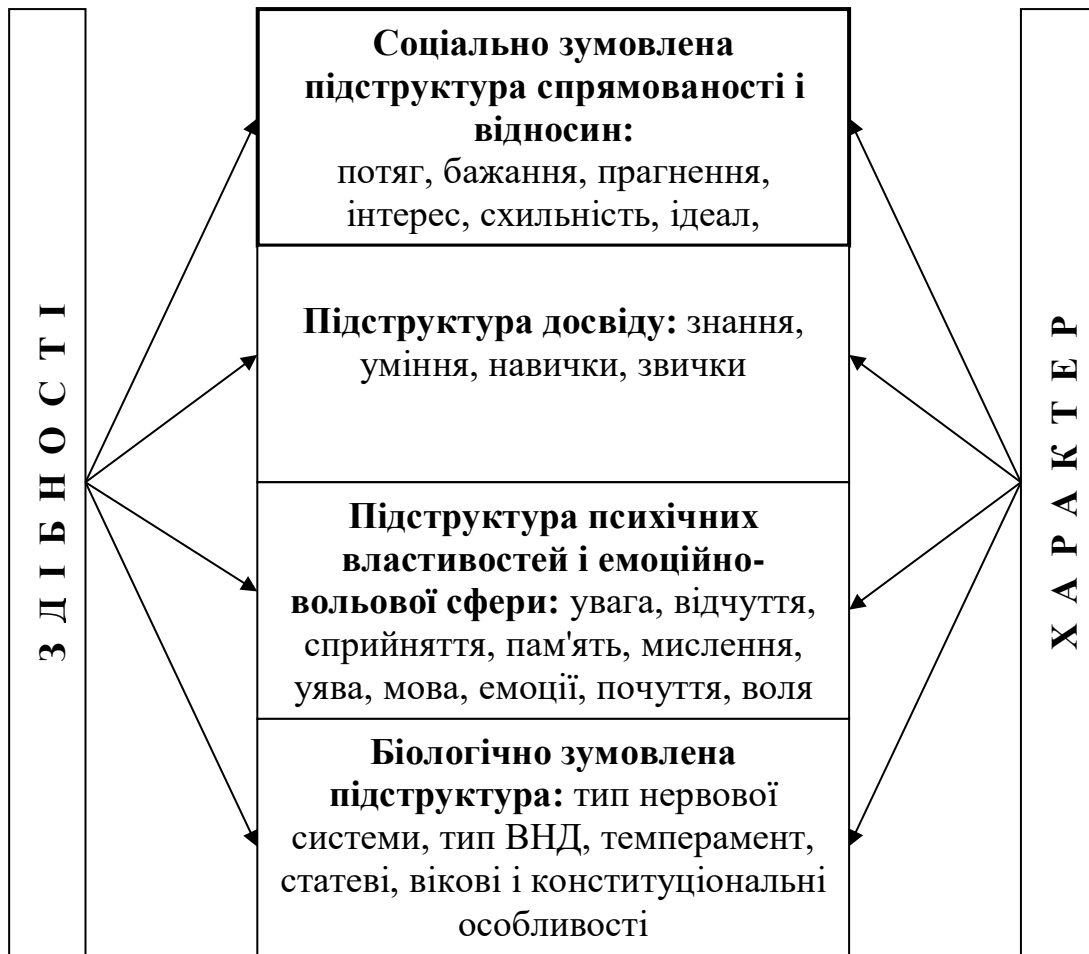 З Д І Б Н О С Т І
Соціально зумовлена
підструктура спрямованості і
відносин:
потяг, бажання, прагнення,
інтерес, схильність, ідеал,
Підструктура досвіду: знання,
уміння, навички, звички
Підструктура психічних
властивостей і емоційно-
вольової сфери: увага, відчуття,
сприйняття, пам'ять, мислення,
уява, мова, емоції, почуття, воля
Біологічно зумовлена
підструктура: тип нервової
системи, тип ВНД, темперамент,
статеві, вікові і конституціональні
особливості
Х А Р А К Т Е Р